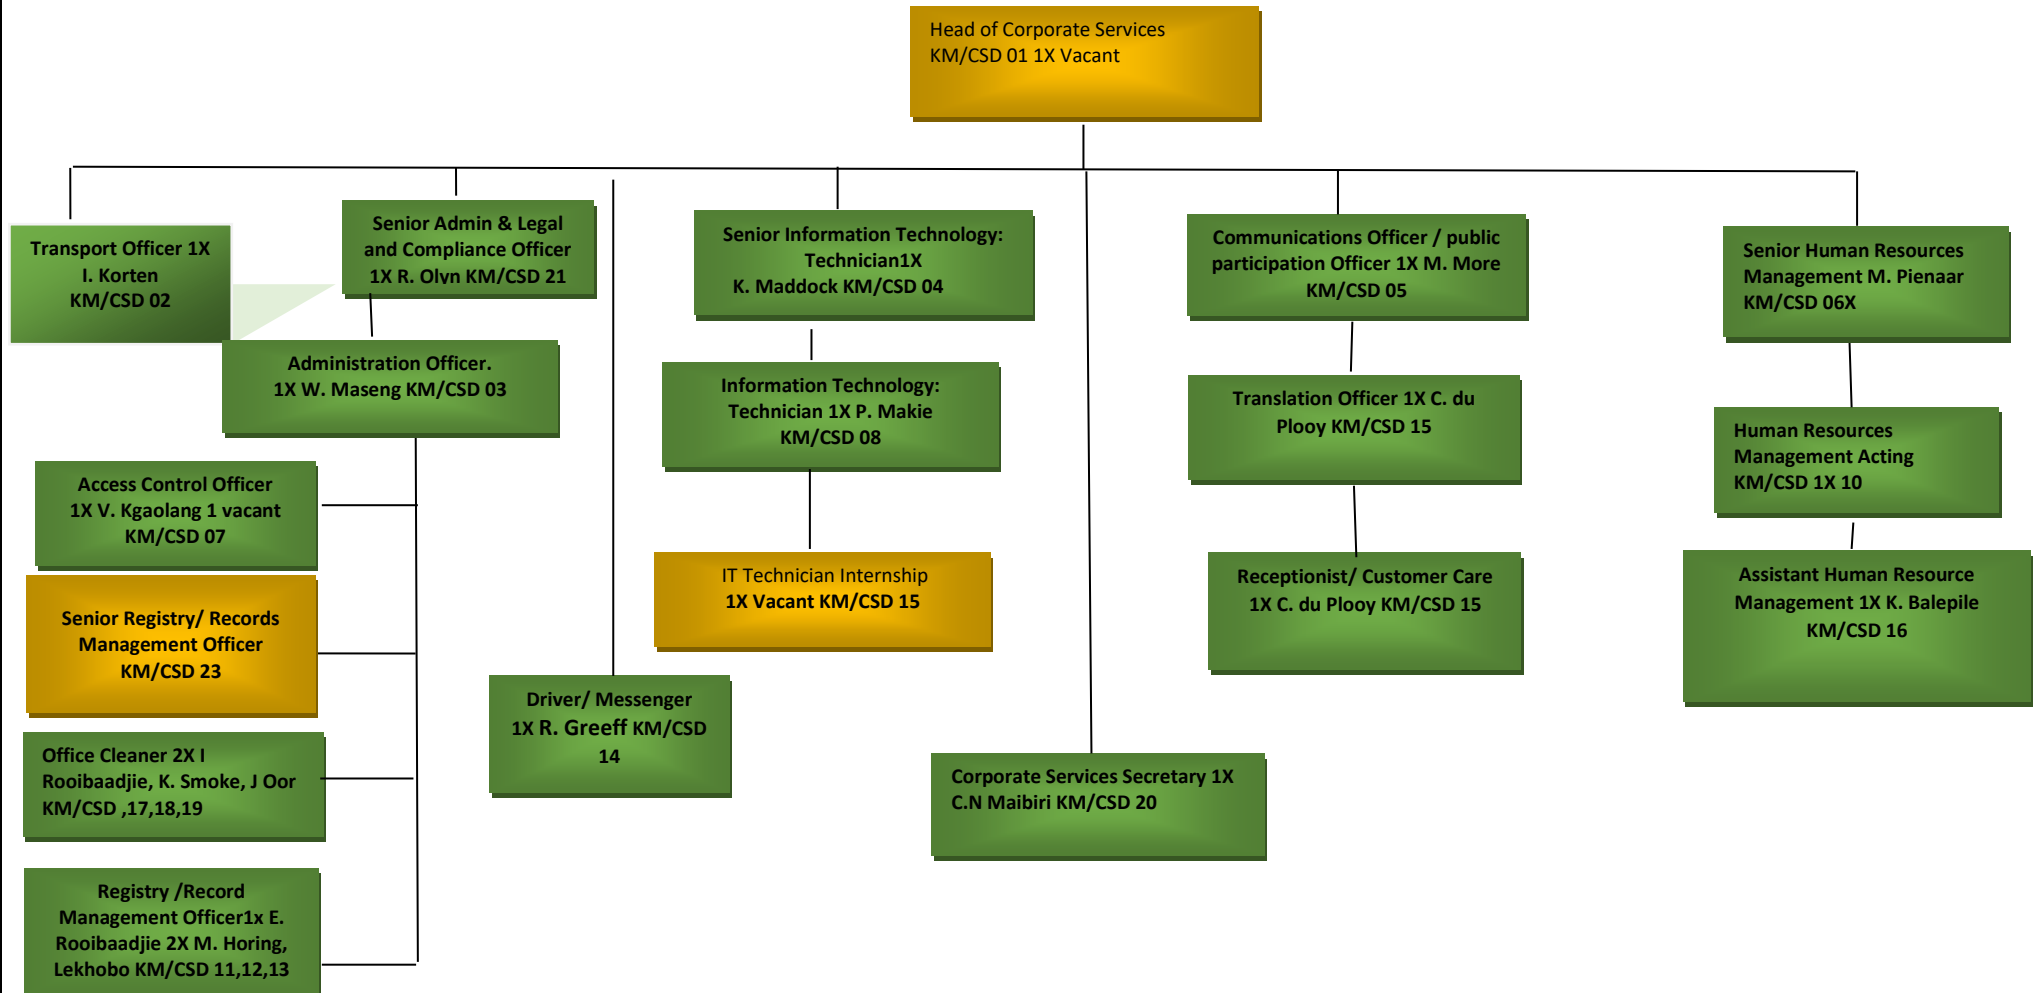 Head of Corporate Services
KM/CSD 01 1X Vacant
Transport Officer 1X
I. Korten
KM/CSD 02
Senior Admin & Legal
and Compliance Officer
1X R. Olyn KM/CSD 21
Administration Officer.
1X W. Maseng KM/CSD 03
Access Control Officer
1X V. Kgaolang 1 vacant
KM/CSD 07
Senior Registry/ Records
Management Officer
KM/CSD 23
Office Cleaner 2X I
Rooibaadjie, K. Smoke, J Oor
KM/CSD ,17,18,19
Registry /Record
Management Officer1x E.
Rooibaadjie 2X M. Horing,
Lekhobo KM/CSD 11,12,13
Driver/ Messenger
1X R. Greeff KM/CSD
14
Senior Information Technology:
Technician1X
K. Maddock KM/CSD 04
Information Technology:
Technician 1X P. Makie
KM/CSD 08
IT Technician Internship
1X Vacant KM/CSD 15
Corporate Services Secretary 1X
C.N Maibiri KM/CSD 20
Communications Officer / public
participation Officer 1X M. More
KM/CSD 05
Translation Officer 1X C. du
Plooy KM/CSD 15
Receptionist/ Customer Care
1X C. du Plooy KM/CSD 15
Senior Human Resources
Management M. Pienaar
KM/CSD 06X
Human Resources
Management Acting
KM/CSD 1X 10
Assistant Human Resource
Management 1X K. Balepile
KM/CSD 16